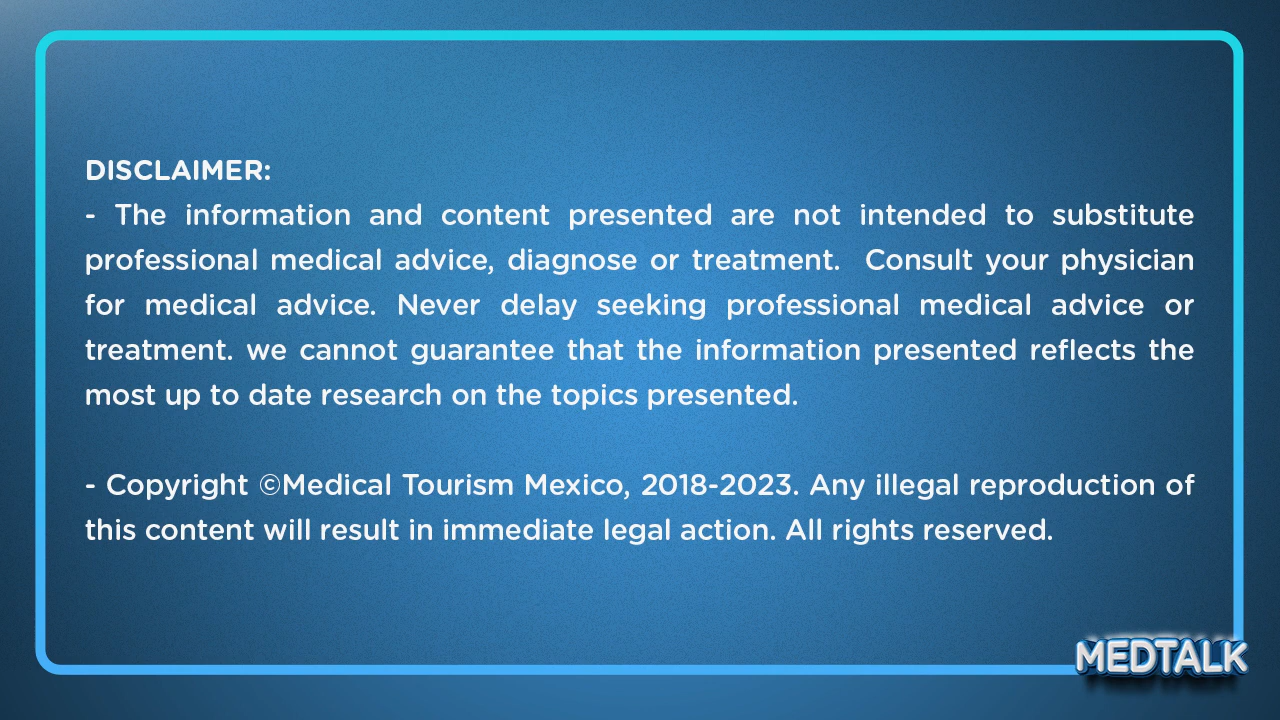 DISCLAIMER:
- The information and content presented are not intended to substitute
professional medical advice, diagnose or treatment.  Consult your physician
for medical advice. Never delay seeking professional medical advice or
treatment. we cannot guarantee that the information presented reflects the
most up to date research on the topics presented.
- Copyright ©Medical Tourism Mexico, 2018-2023. Any illegal reproduction of
this content will result in immediate legal action. All rights reserved.
MEDTALK